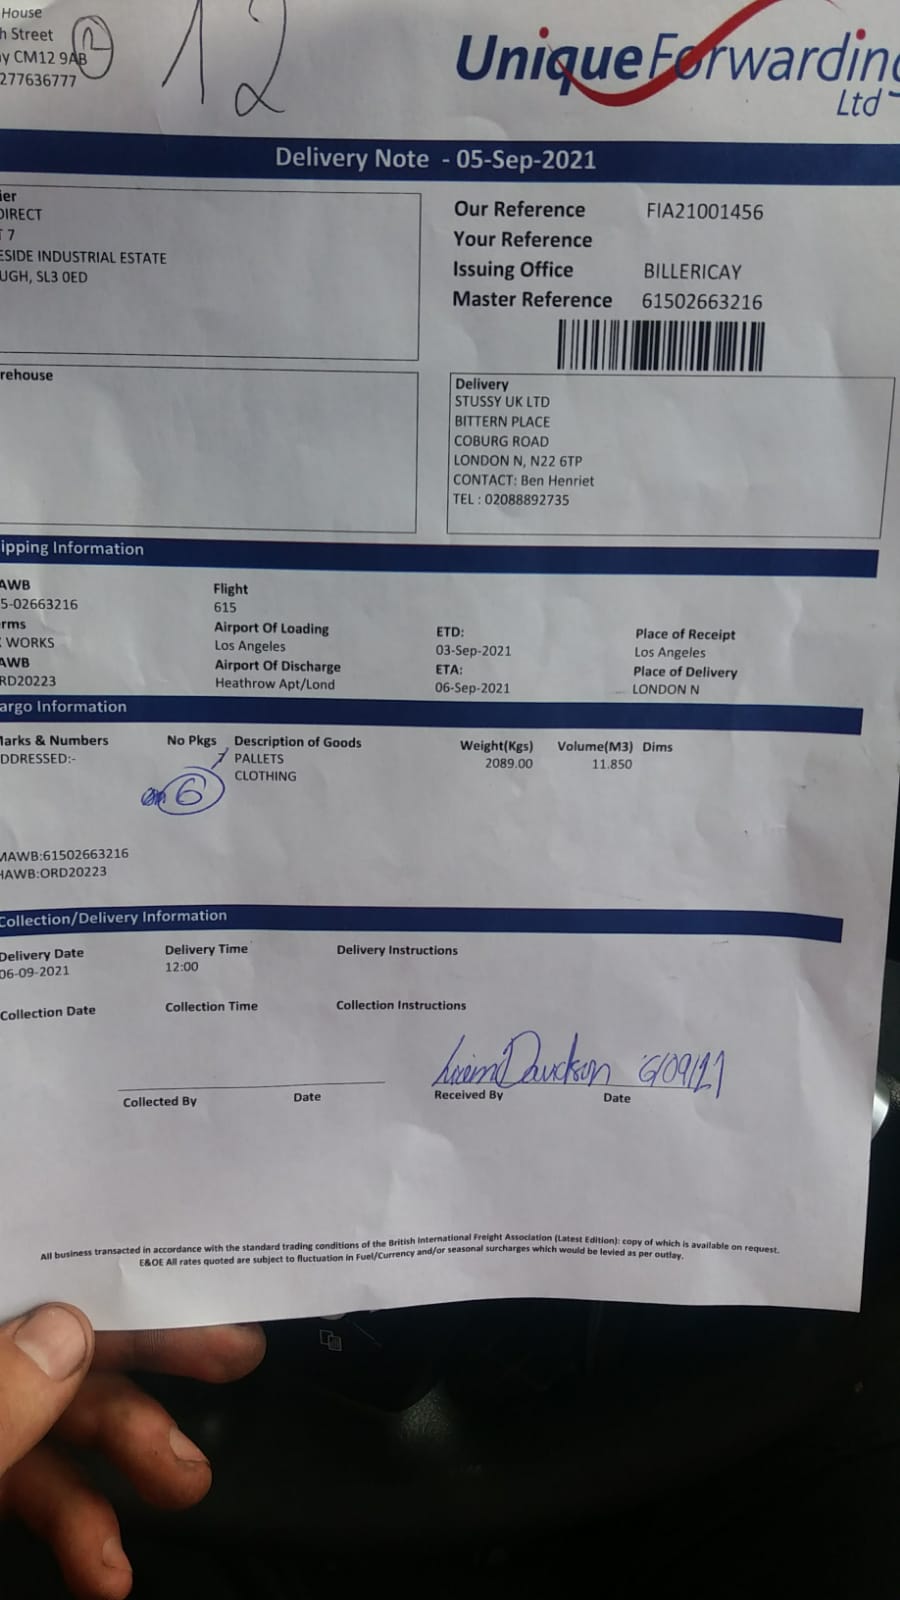 House
h Street
y CM12 9AB
277636777
12
UniqueForwarding
Ltd
Delivery Note - 05-Sep-2021
ier
DIRECT
T 7
ESIDE INDUSTRIAL ESTATE
UGH, SL3 0ED
Our Reference FIA21001456
Your Reference
Issuing Office BILLERICAY
Master Reference 61502663216
rehouse
Delivery
STUSSY UK LTD
BITTERN PLACE
COBURG ROAD
LONDON N, N22 6TP
CONTACT: Ben Henriet
TEL : 02088892735
ipping Information
AWB
5-02663216
Flight
615
rms
WORKS
Airport Of Loading
Los Angeles
ETD:
03-Sep-2021
Place of Receipt
Los Angeles
AWB
RD20223
Airport Of Discharge
Heathrow Apt/Lond
ETA:
06-Sep-2021
Place of Delivery
LONDON N
argo Information
Marks & Numbers No Pkgs Description of Goods Weight(Kgs) Volume(M3) Dims
DDRESSED:- 7 PALLETS 2089.00 11.850
CLOTHING
6
MAWB:61502663216
HAWB:ORD20223
Collection/Delivery Information
Delivery Date Delivery Time Delivery Instructions
06-09-2021 12:00
Collection Date Collection Time Collection Instructions
6/09/21
Collected By Date Received By Date
All business transacted in accordance with the standard trading conditions of the British International Freight Association (Latest Edition): copy of which is available on request.
E&OE All rates quoted are subject to fluctuation in Fuel/Currency and/or seasonal surcharges which would be levied as per outlay.